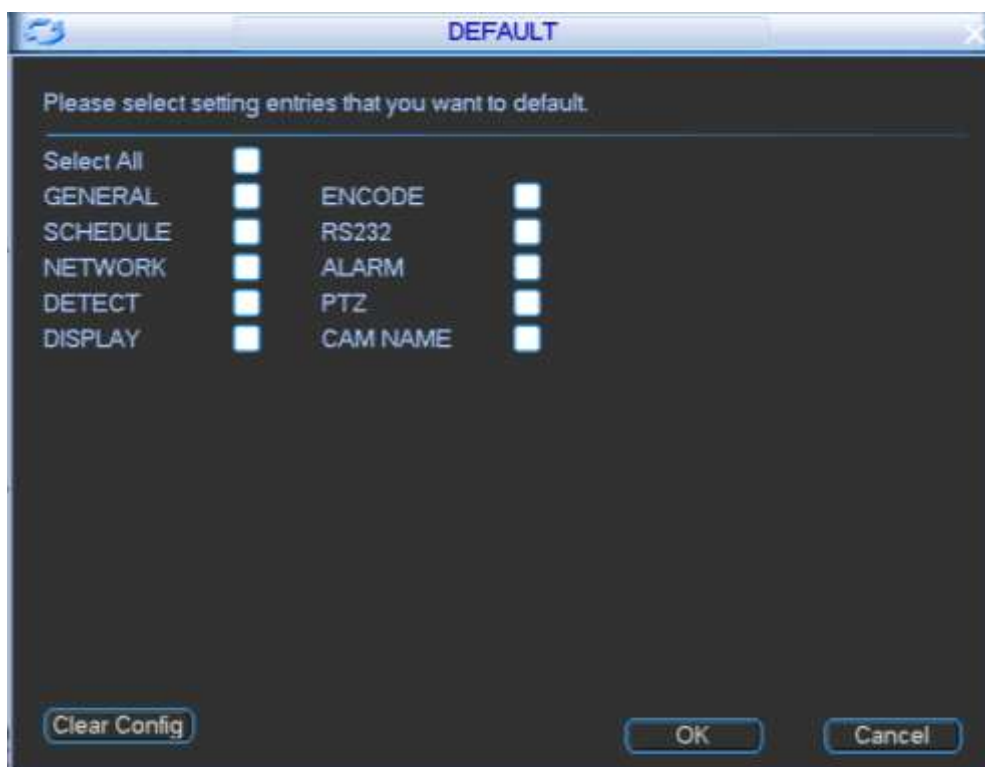 DEFAULT
Please select setting entries that you want to default.
Select All
GENERAL ENCODE
SCHEDULE RS232
NETWORK ALARM
DETECT PTZ
DISPLAY CAM NAME
Clear Config OK Cancel